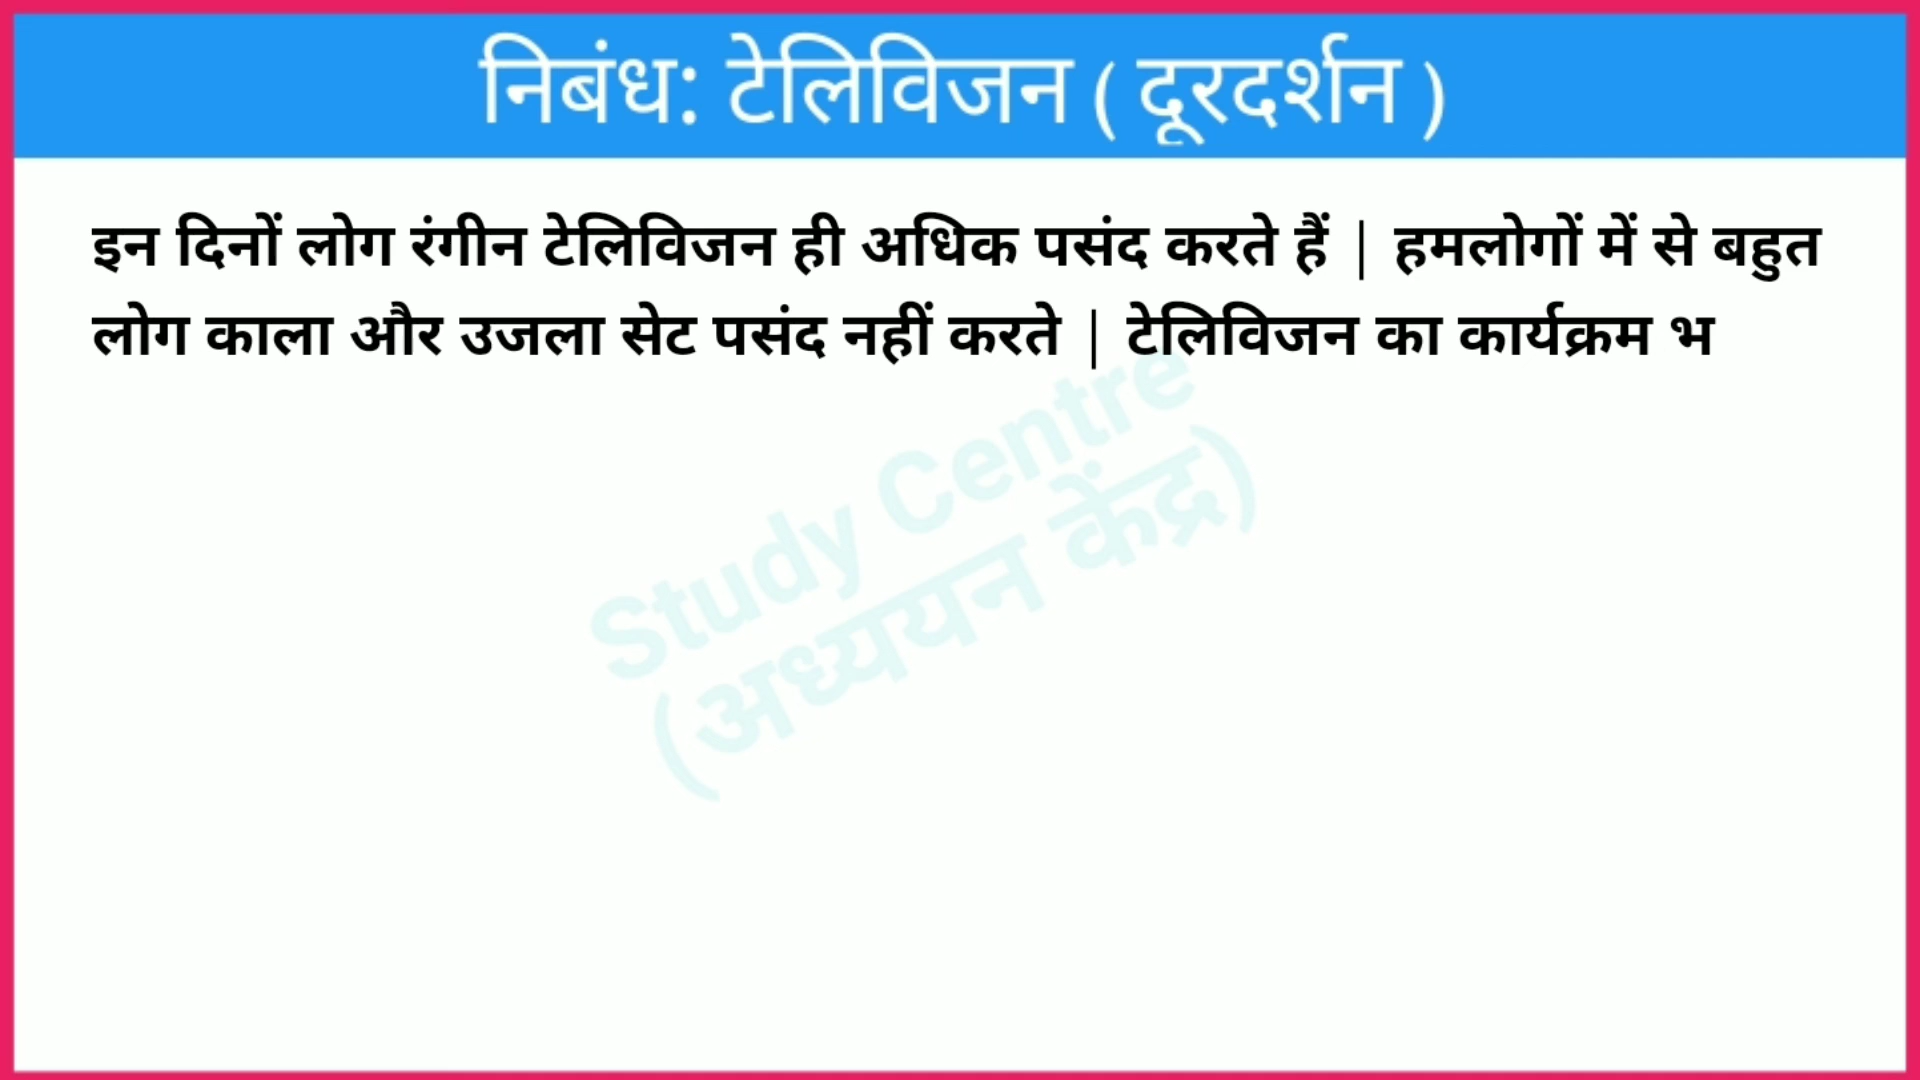 निबंध: टेलिविजन ( दूरदर्शन )
इन दिनों लोग रंगीन टेलिविजन ही अधिक पसंद करते हैं | हमलोगों में से बहुत
लोग काला और उजला सेट पसंद नहीं करते | टेलिविजन का कार्यक्रम भ
Study Centre
(अध्ययन केंद्र)